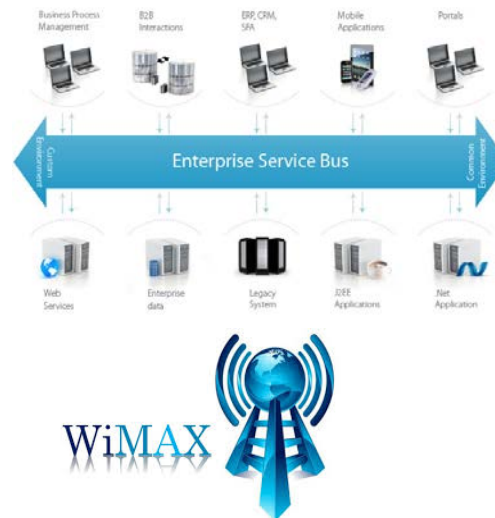 Business Process
Management
B2B
Interactions
ERP, CRM,
SFA
Mobile
Applications
Portals
Custom
Environment
Enterprise Service Bus
Common
Environment
Web
Services
Enterprise
data
Legacy
System
J2EE
Applications
.Net
Application
WiMAX